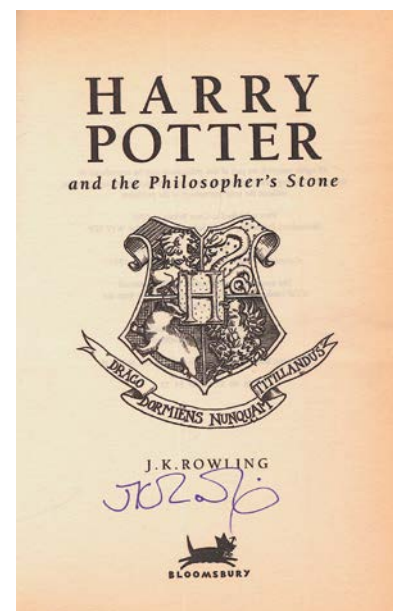 HARRY
POTTER
and the Philosopher's Stone
H
DRACO
DORMIENS NUNQUAM
TITILLANDUS
J.K.ROWLING
BLOOMSBURY